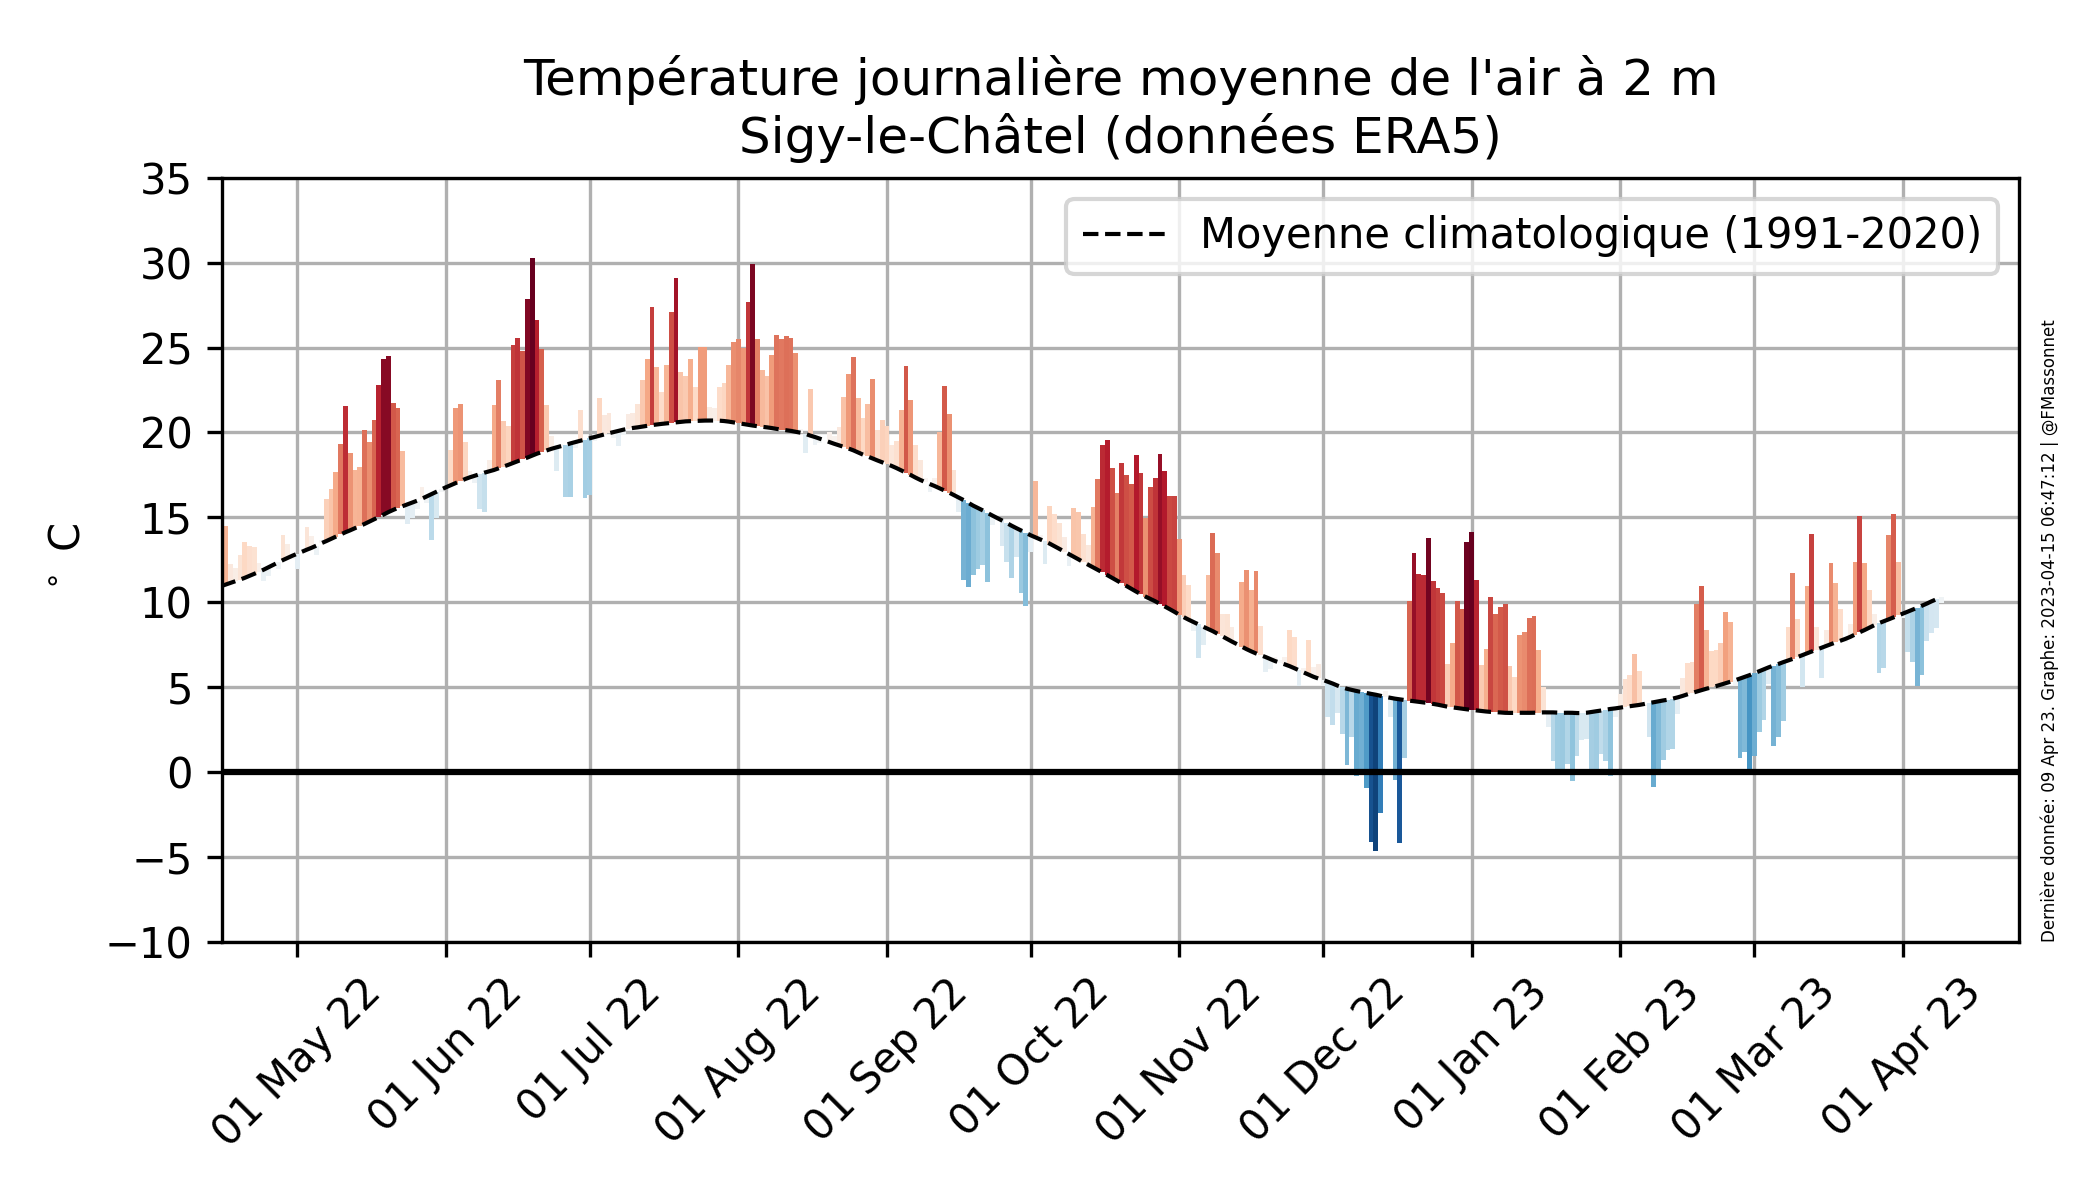 Température journalière moyenne de l'air à 2 m
Sigy-le-Châtel (données ERA5)
Moyenne climatologique (1991-2020)
35
30
25
20
15
10
5
0
−5
−10
° C
01 May 22
01 Jun 22
01 Jul 22
01 Aug 22
01 Sep 22
01 Oct 22
01 Nov 22
01 Dec 22
01 Jan 23
01 Feb 23
01 Mar 23
01 Apr 23
Dernière donnée: 09 Apr 23. Graphe: 2023-04-15 06:47:12 | @FMassonnet